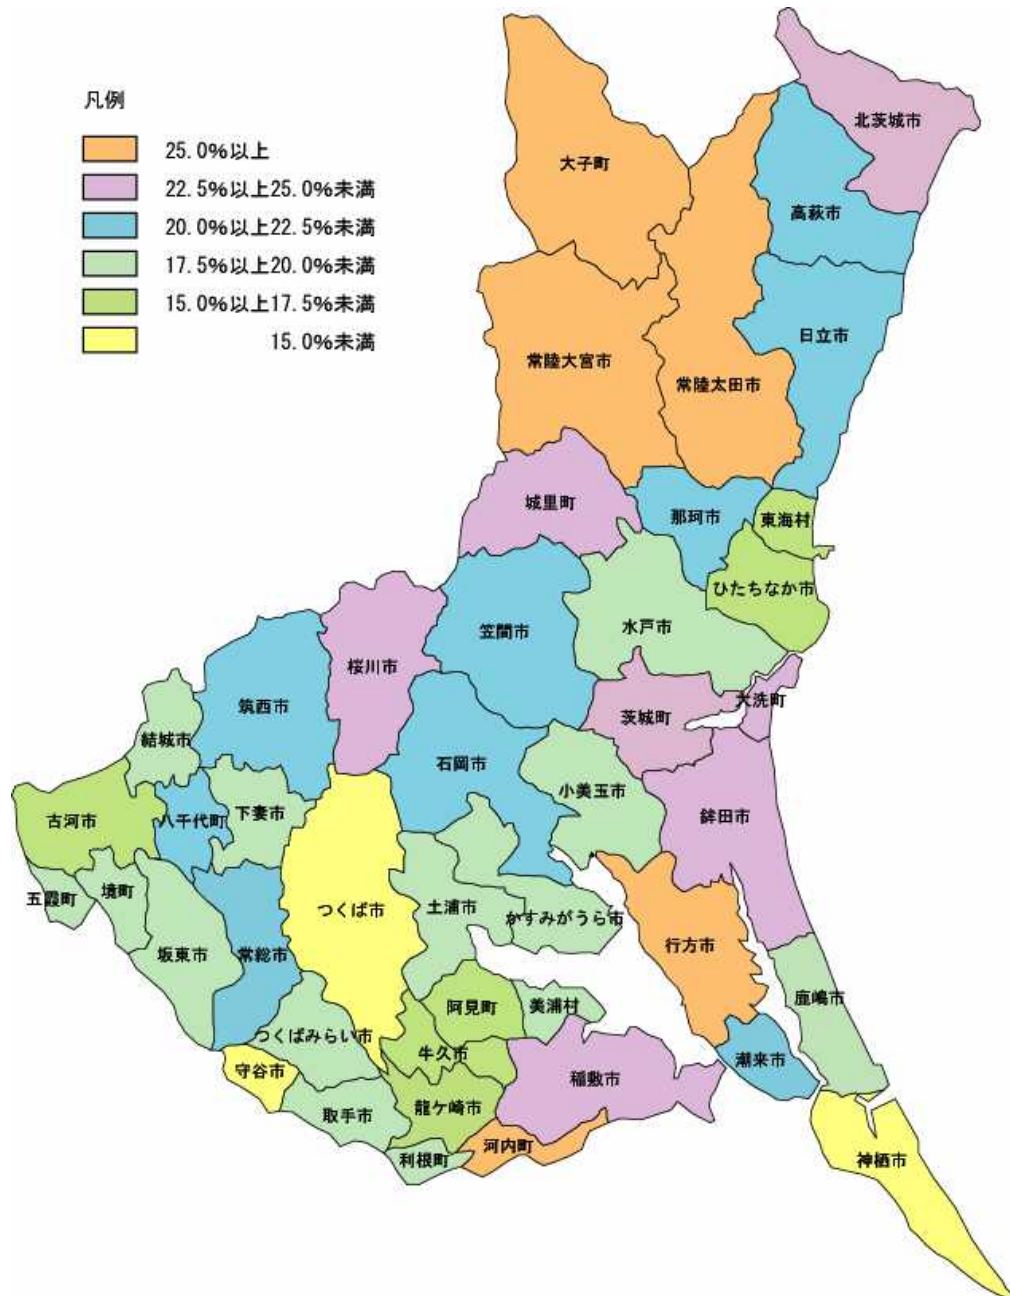 凡例
25.0%以上
22.5%以上25.0%未満
20.0%以上22.5%未満
17.5%以上20.0%未満
15.0%以上17.5%未満
15.0%未満
北茨城市
大子町
高萩市
日立市
常陸大宮市
常陸太田市
城里町
那珂市
東海村
ひたちなか市
水戸市
笠間市
桜川市
大洗町
筑西市
茨城町
結城市
石岡市
小美玉市
鉾田市
古河市
八千代町
下妻市
五霞町
境町
つくば市
土浦市
かすみがうら市
坂東市
常総市
行方市
鹿嶋市
阿見町
美浦村
つくばみらい市
牛久市
潮来市
守谷市
稲敷市
取手市
龍ケ崎市
河内町
利根町
神栖市